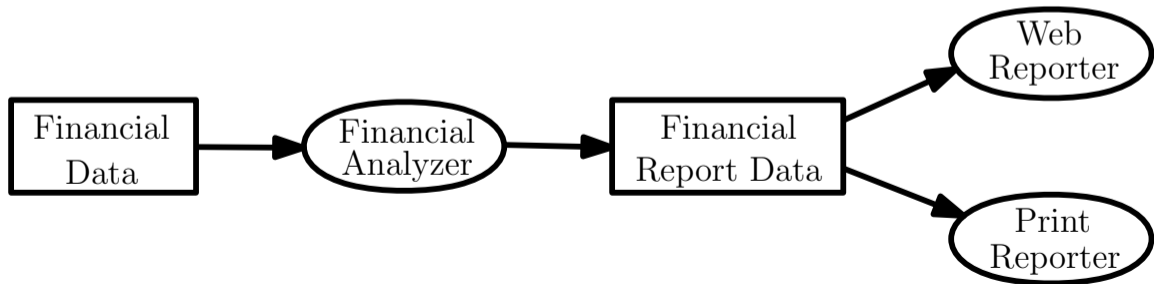 Financial
Data
Financial
Analyzer
Financial
Report Data
Web
Reporter
Print
Reporter